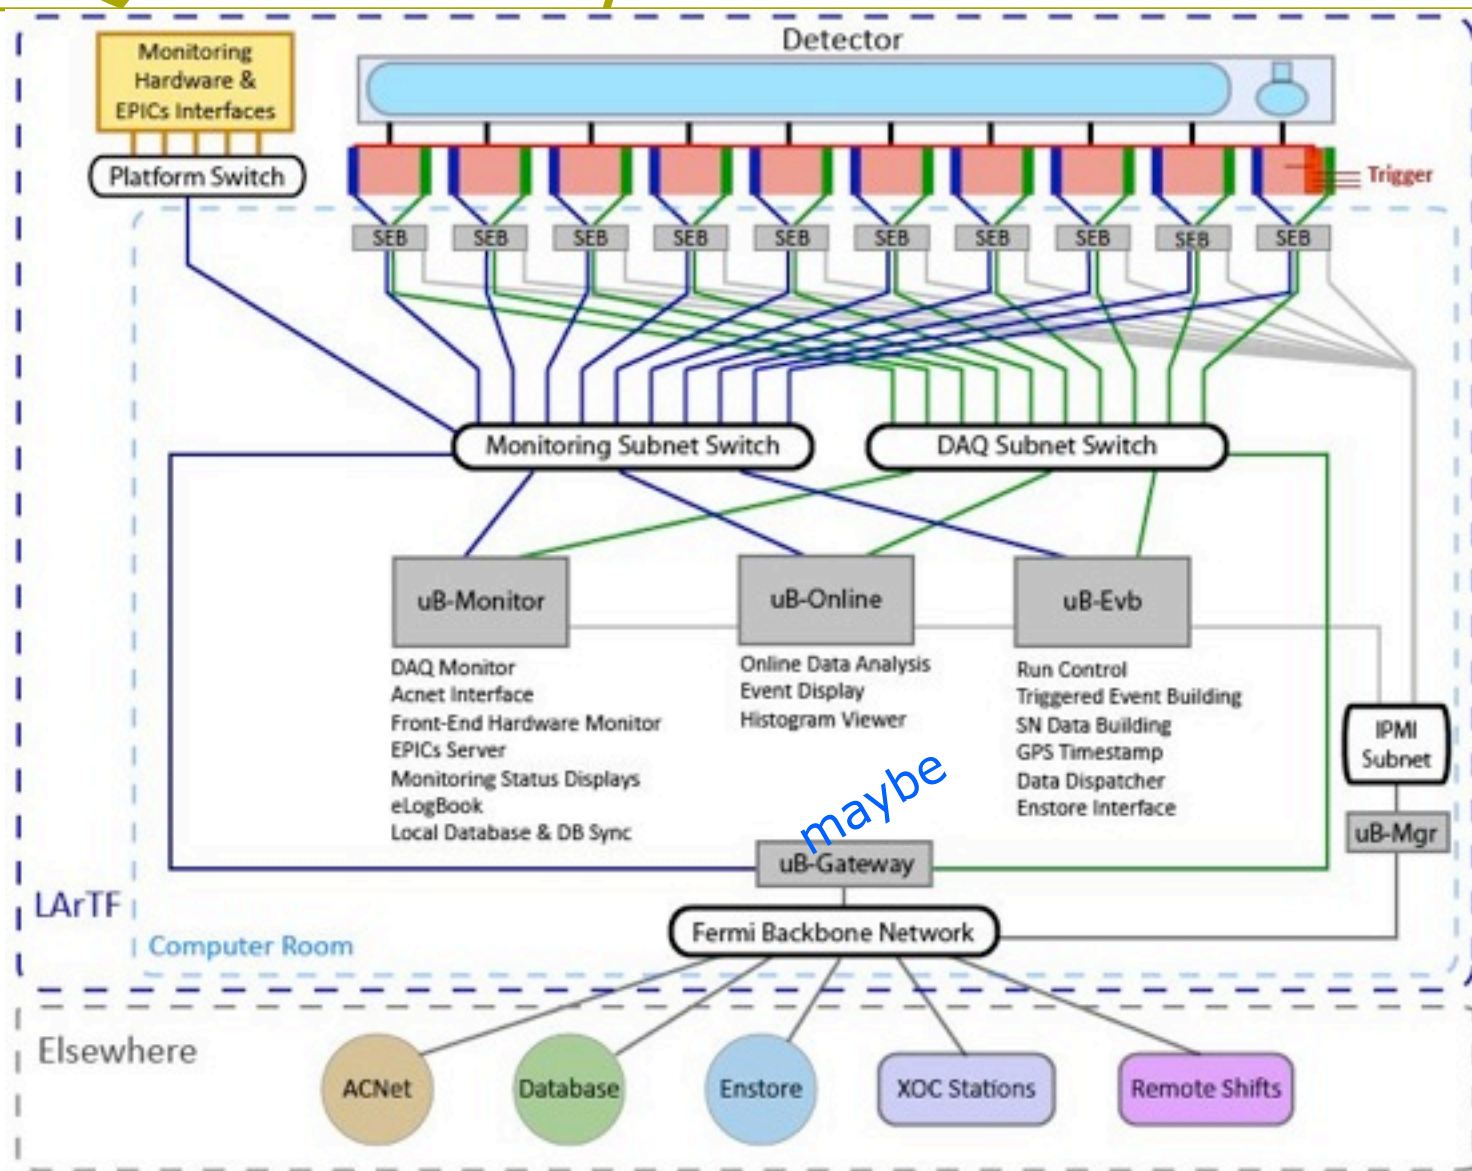 Detector
Monitoring
Hardware &
EPICs Interfaces
Platform Switch
Trigger
SEB SEB SEB SEB SEB SEB SEB SEB SEB SEB
Monitoring Subnet Switch
DAQ Subnet Switch
uB-Monitor
DAQ Monitor
Acnet Interface
Front-End Hardware Monitor
EPICs Server
Monitoring Status Displays
eLogBook
Local Database & DB Sync
uB-Online
Online Data Analysis
Event Display
Histogram Viewer
uB-Evb
Run Control
Triggered Event Building
SN Data Building
GPS Timestamp
Data Dispatcher
Enstore Interface
IPMI
Subnet
uB-Mgr
maybe
uB-Gateway
LArTF
Computer Room
Fermi Backbone Network
Elsewhere
ACNet
Database
Enstore
XOC Stations
Remote Shifts